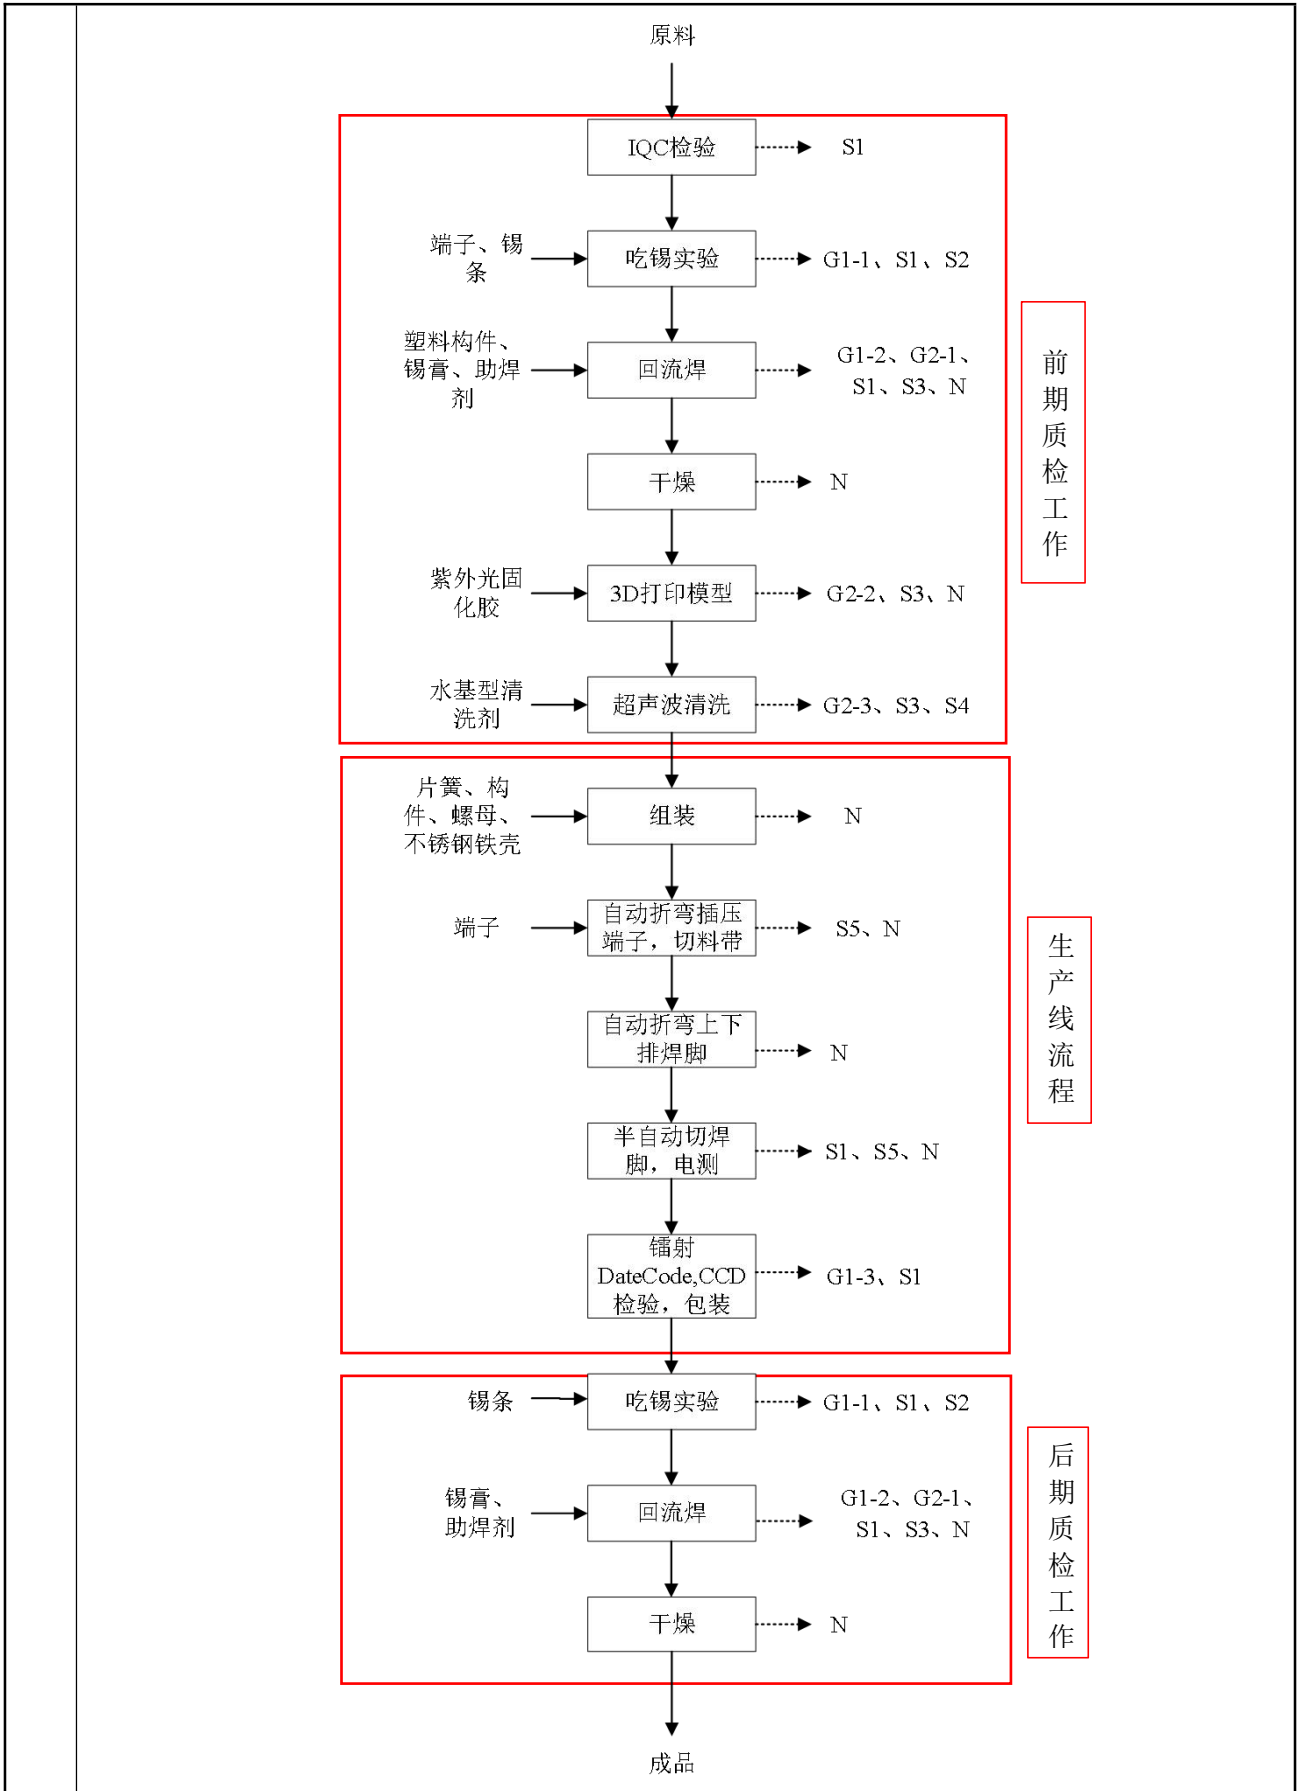 原料
IQC检验
S1
端子、锡
条
吃锡实验
G1-1、S1、S2
塑料构件、
锡膏、助焊
剂
回流焊
G1-2、G2-1、
S1、S3、N
干燥
N
紫外光固
化胶
3D打印模型
G2-2、S3、N
水基型清
洗剂
超声波清洗
G2-3、S3、S4
前期质检工作
片簧、构
件、螺母、
不锈钢铁壳
组装
N
端子
自动折弯插压
端子，切料带
S5、N
自动折弯上下
排焊脚
N
半自动切焊
脚，电测
S1、S5、N
镭射
DateCode,CCD
检验，包装
G1-3、S1
生产线流程
锡条
吃锡实验
G1-1、S1、S2
锡膏、
助焊剂
回流焊
G1-2、G2-1、
S1、S3、N
干燥
N
后期质检工作
成品